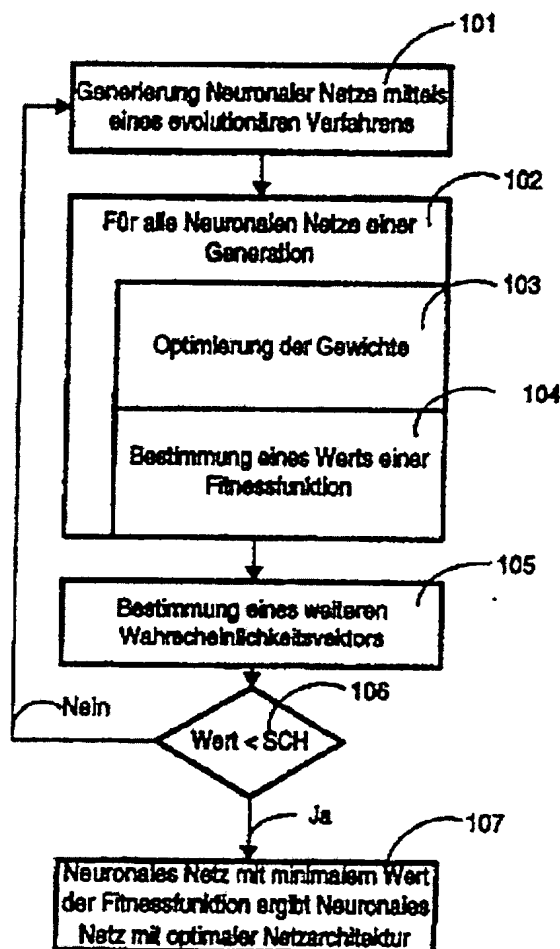 101
Generierung Neuronaler Netze mittels
eines evolutionären Verfahrens
102
Für alle Neuronalen Netze einer
Generation
103
Optimierung der Gewichte
104
Bestimmung eines Werts einer
Fitnessfunktion
105
Bestimmung eines weiteren
Wahrscheinlichkeitsvektors
106
Nein
Wert < SCH
Ja
107
Neuronales Netz mit minimalem Wert
der Fitnessfunktion ergibt Neuronales
Netz mit optimaler Netzarchitektur